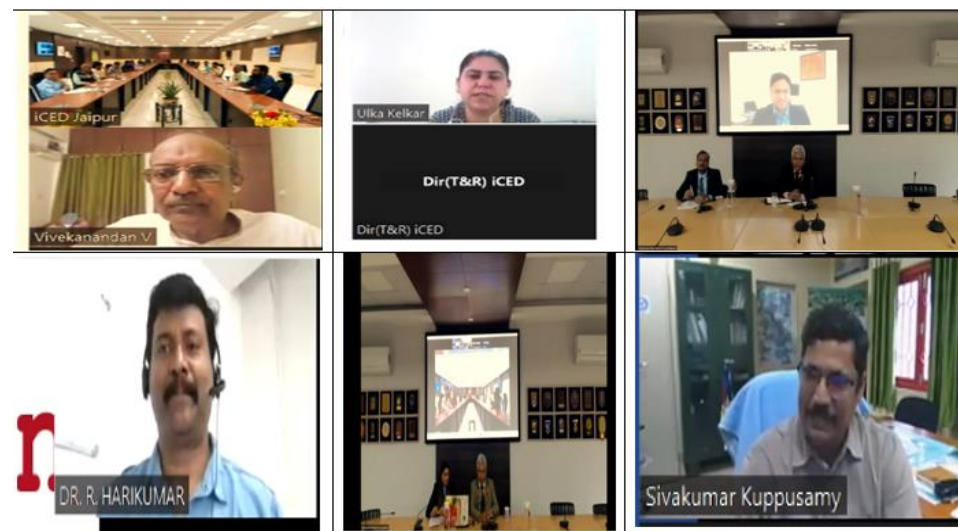 iCED Jaipur
Vivekanandan V
Ulka Kelkar
Dir(T&R) iCED
Dir(T&R) iCED
DR. R. HARIKUMAR
Sivakumar Kuppusamy